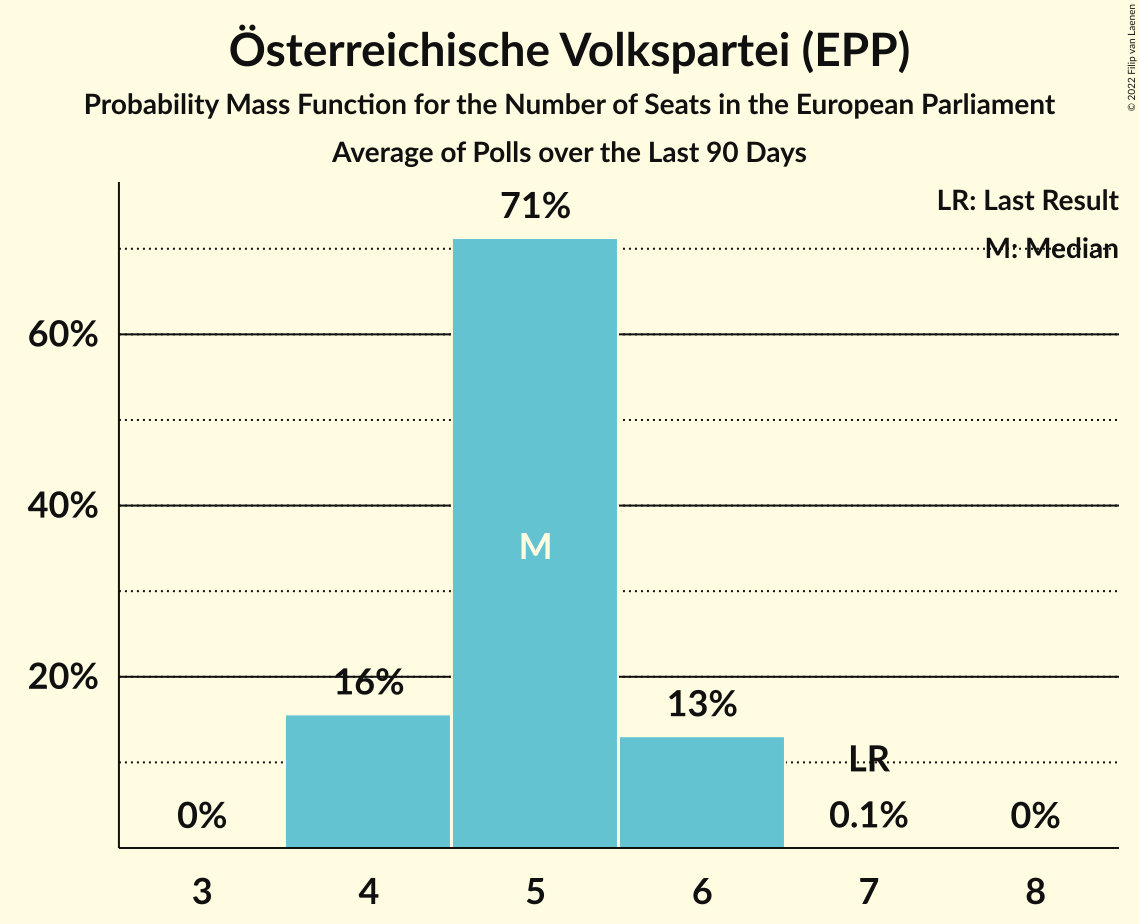 Österreichische Volkspartei (EPP)
Probability Mass Function for the Number of Seats in the European Parliament
Average of Polls over the Last 90 Days
© 2022 Filip van Laenen
LR: Last Result
M: Median
71%
60%
40%
M
20%
16%
13%
LR
0%
0.1%
0%
3 4 5 6 7 8